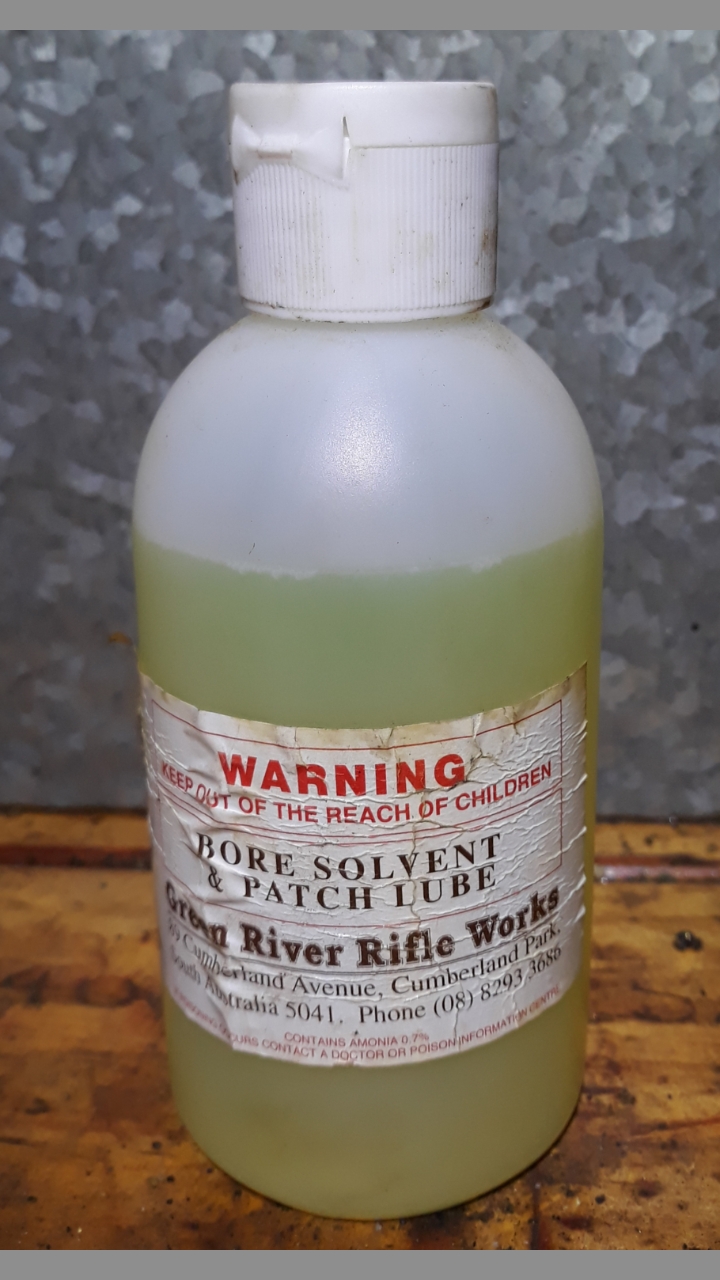 WARNING
KEEP OUT OF THE REACH OF CHILDREN
BORE SOLVENT
& PATCH LUBE
Green River Rifle Works
Cumberland Avenue, Cumberland Park,
South Australia 5041. Phone (08) 8293 3686
CONTAINS AMONIA 0.7%
OCCURS CONTACT A DOCTOR OR POISON INFORMATION CENTRE